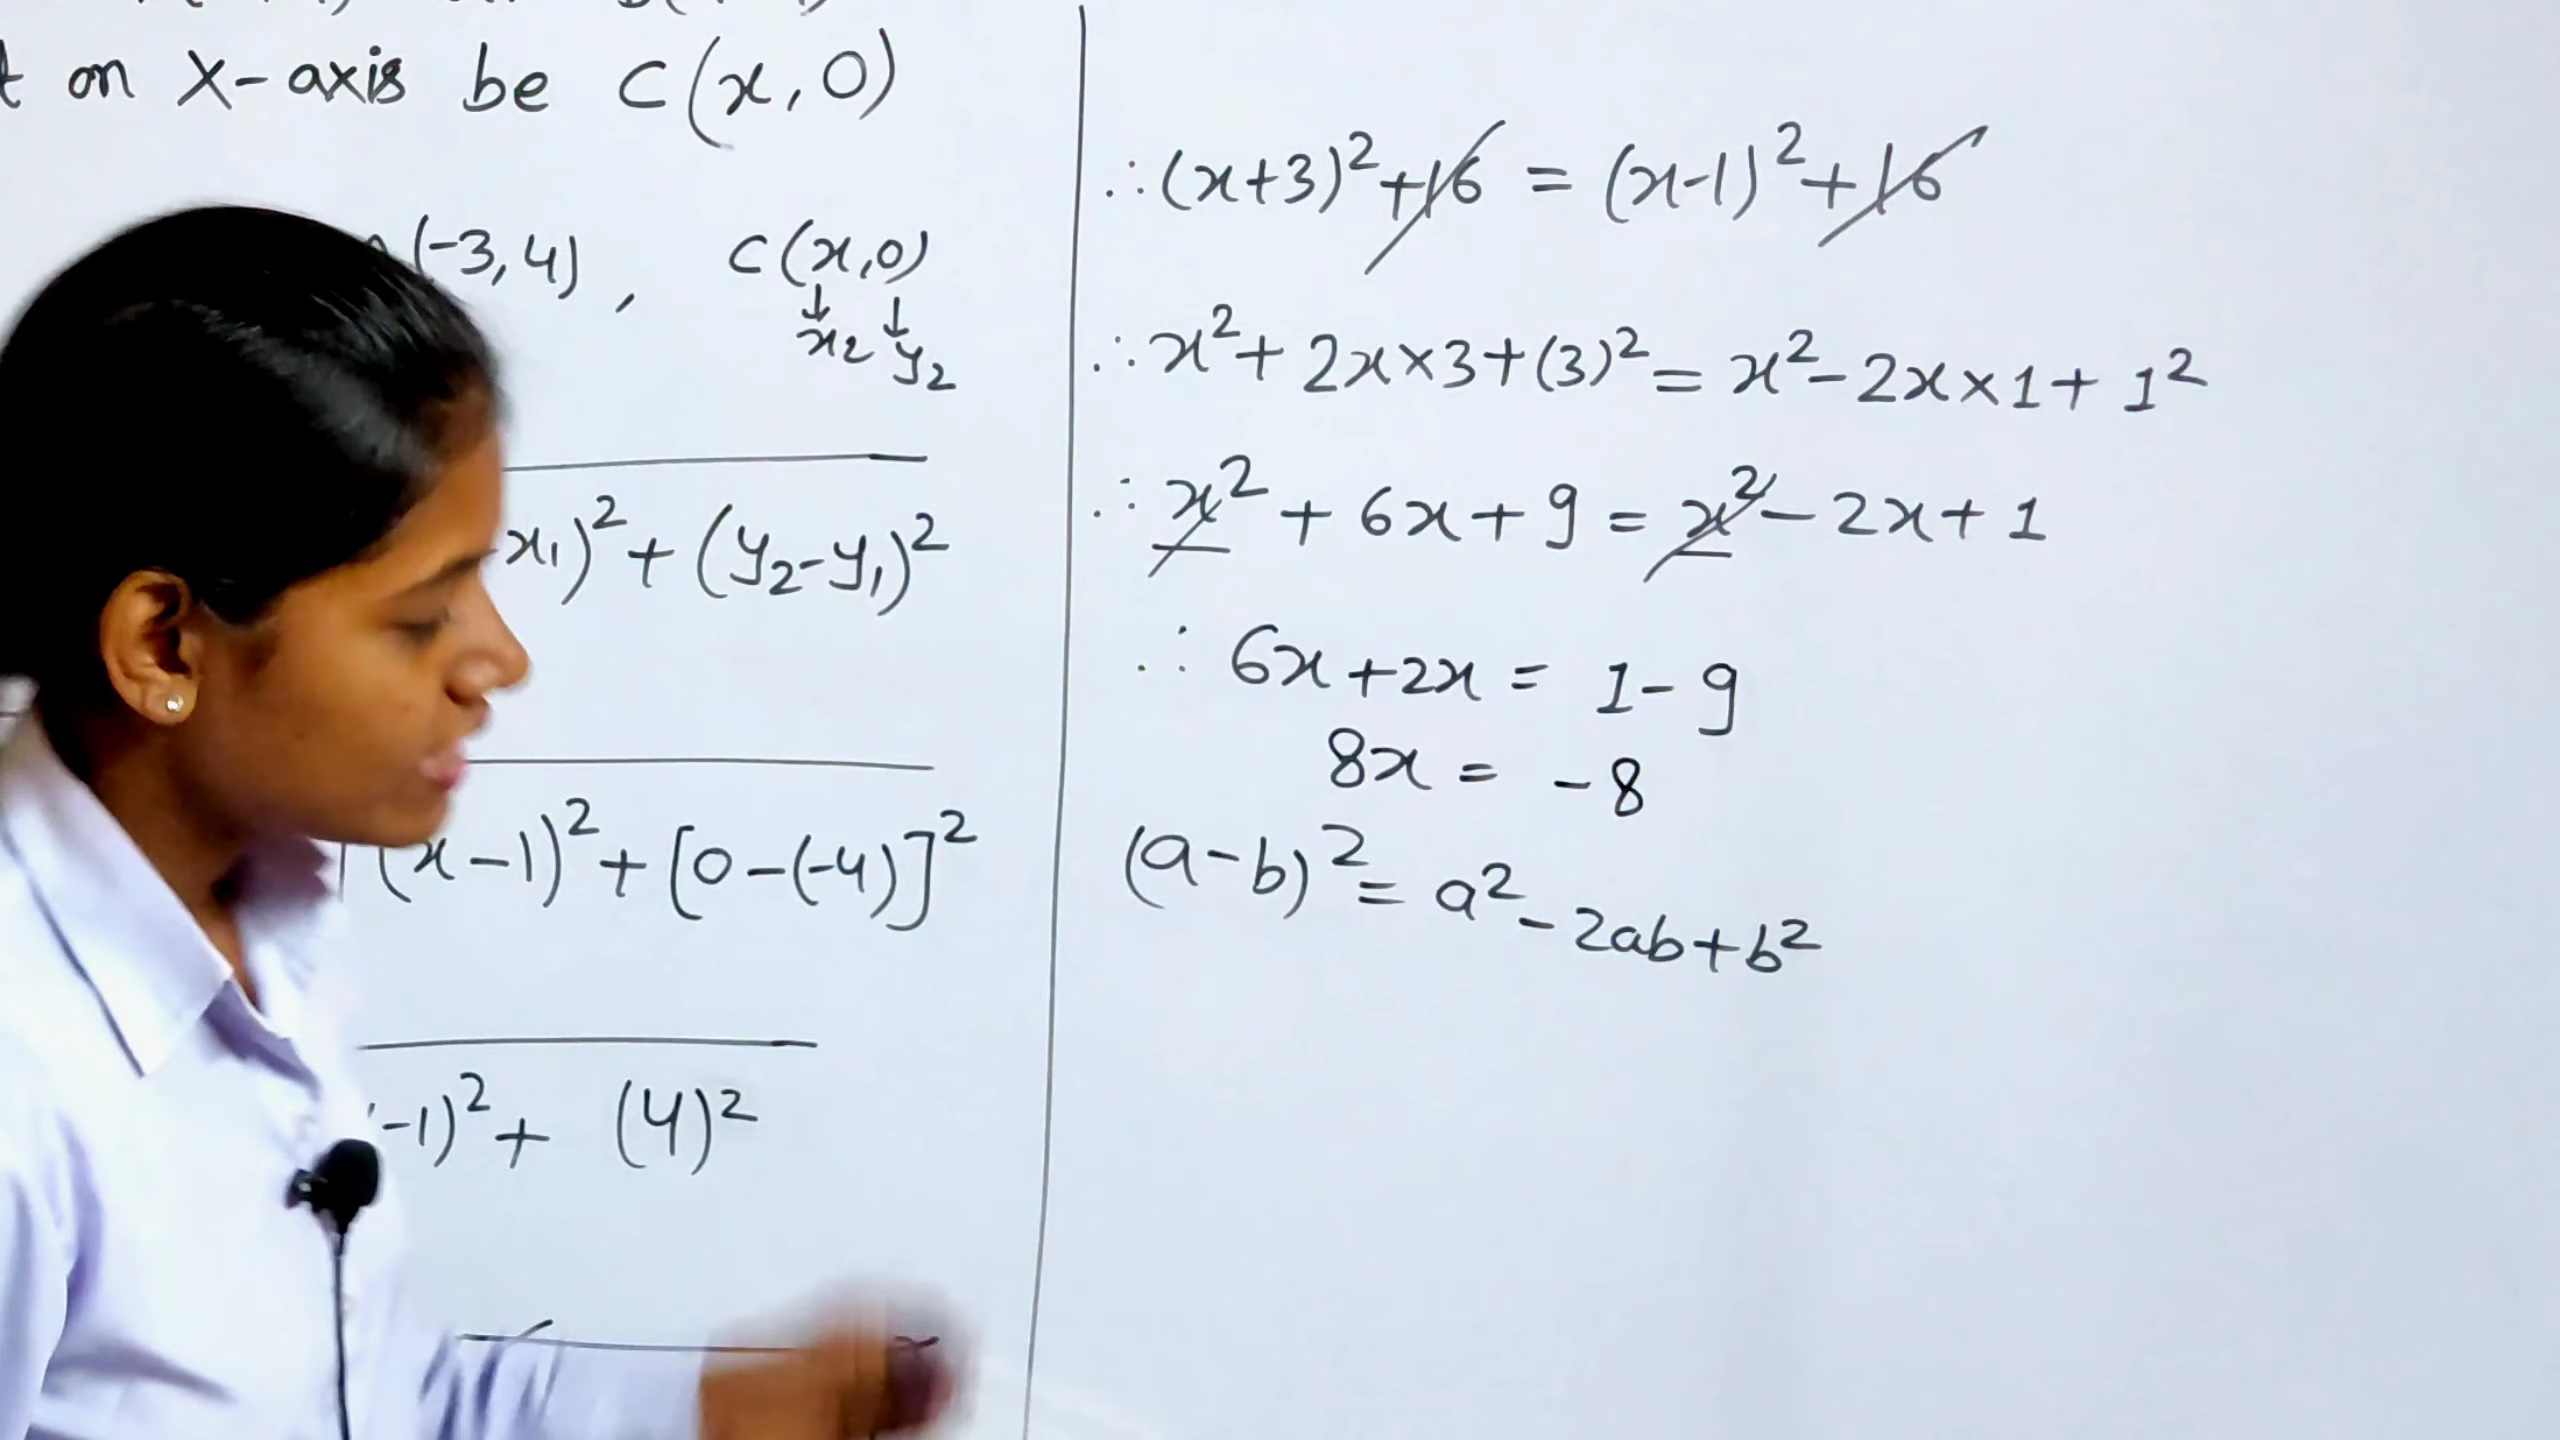 on X-axis be C(x, 0)
(-3, 4) , C(x, 0)
↓ ↓
x₂ y₂
x₁)² + (y₂-y₁)²
(x-1)² + [0-(-4)]²
-1)² + (4)²
∴ (x+3)² + 16 = (x-1)² + 16
∴ x² + 2x×3 + (3)² = x² - 2x×1 + 1²
∴ x² + 6x + 9 = x² - 2x + 1
∴ 6x + 2x = 1 - 9
8x = -8
(a-b)² = a² - 2ab + b²